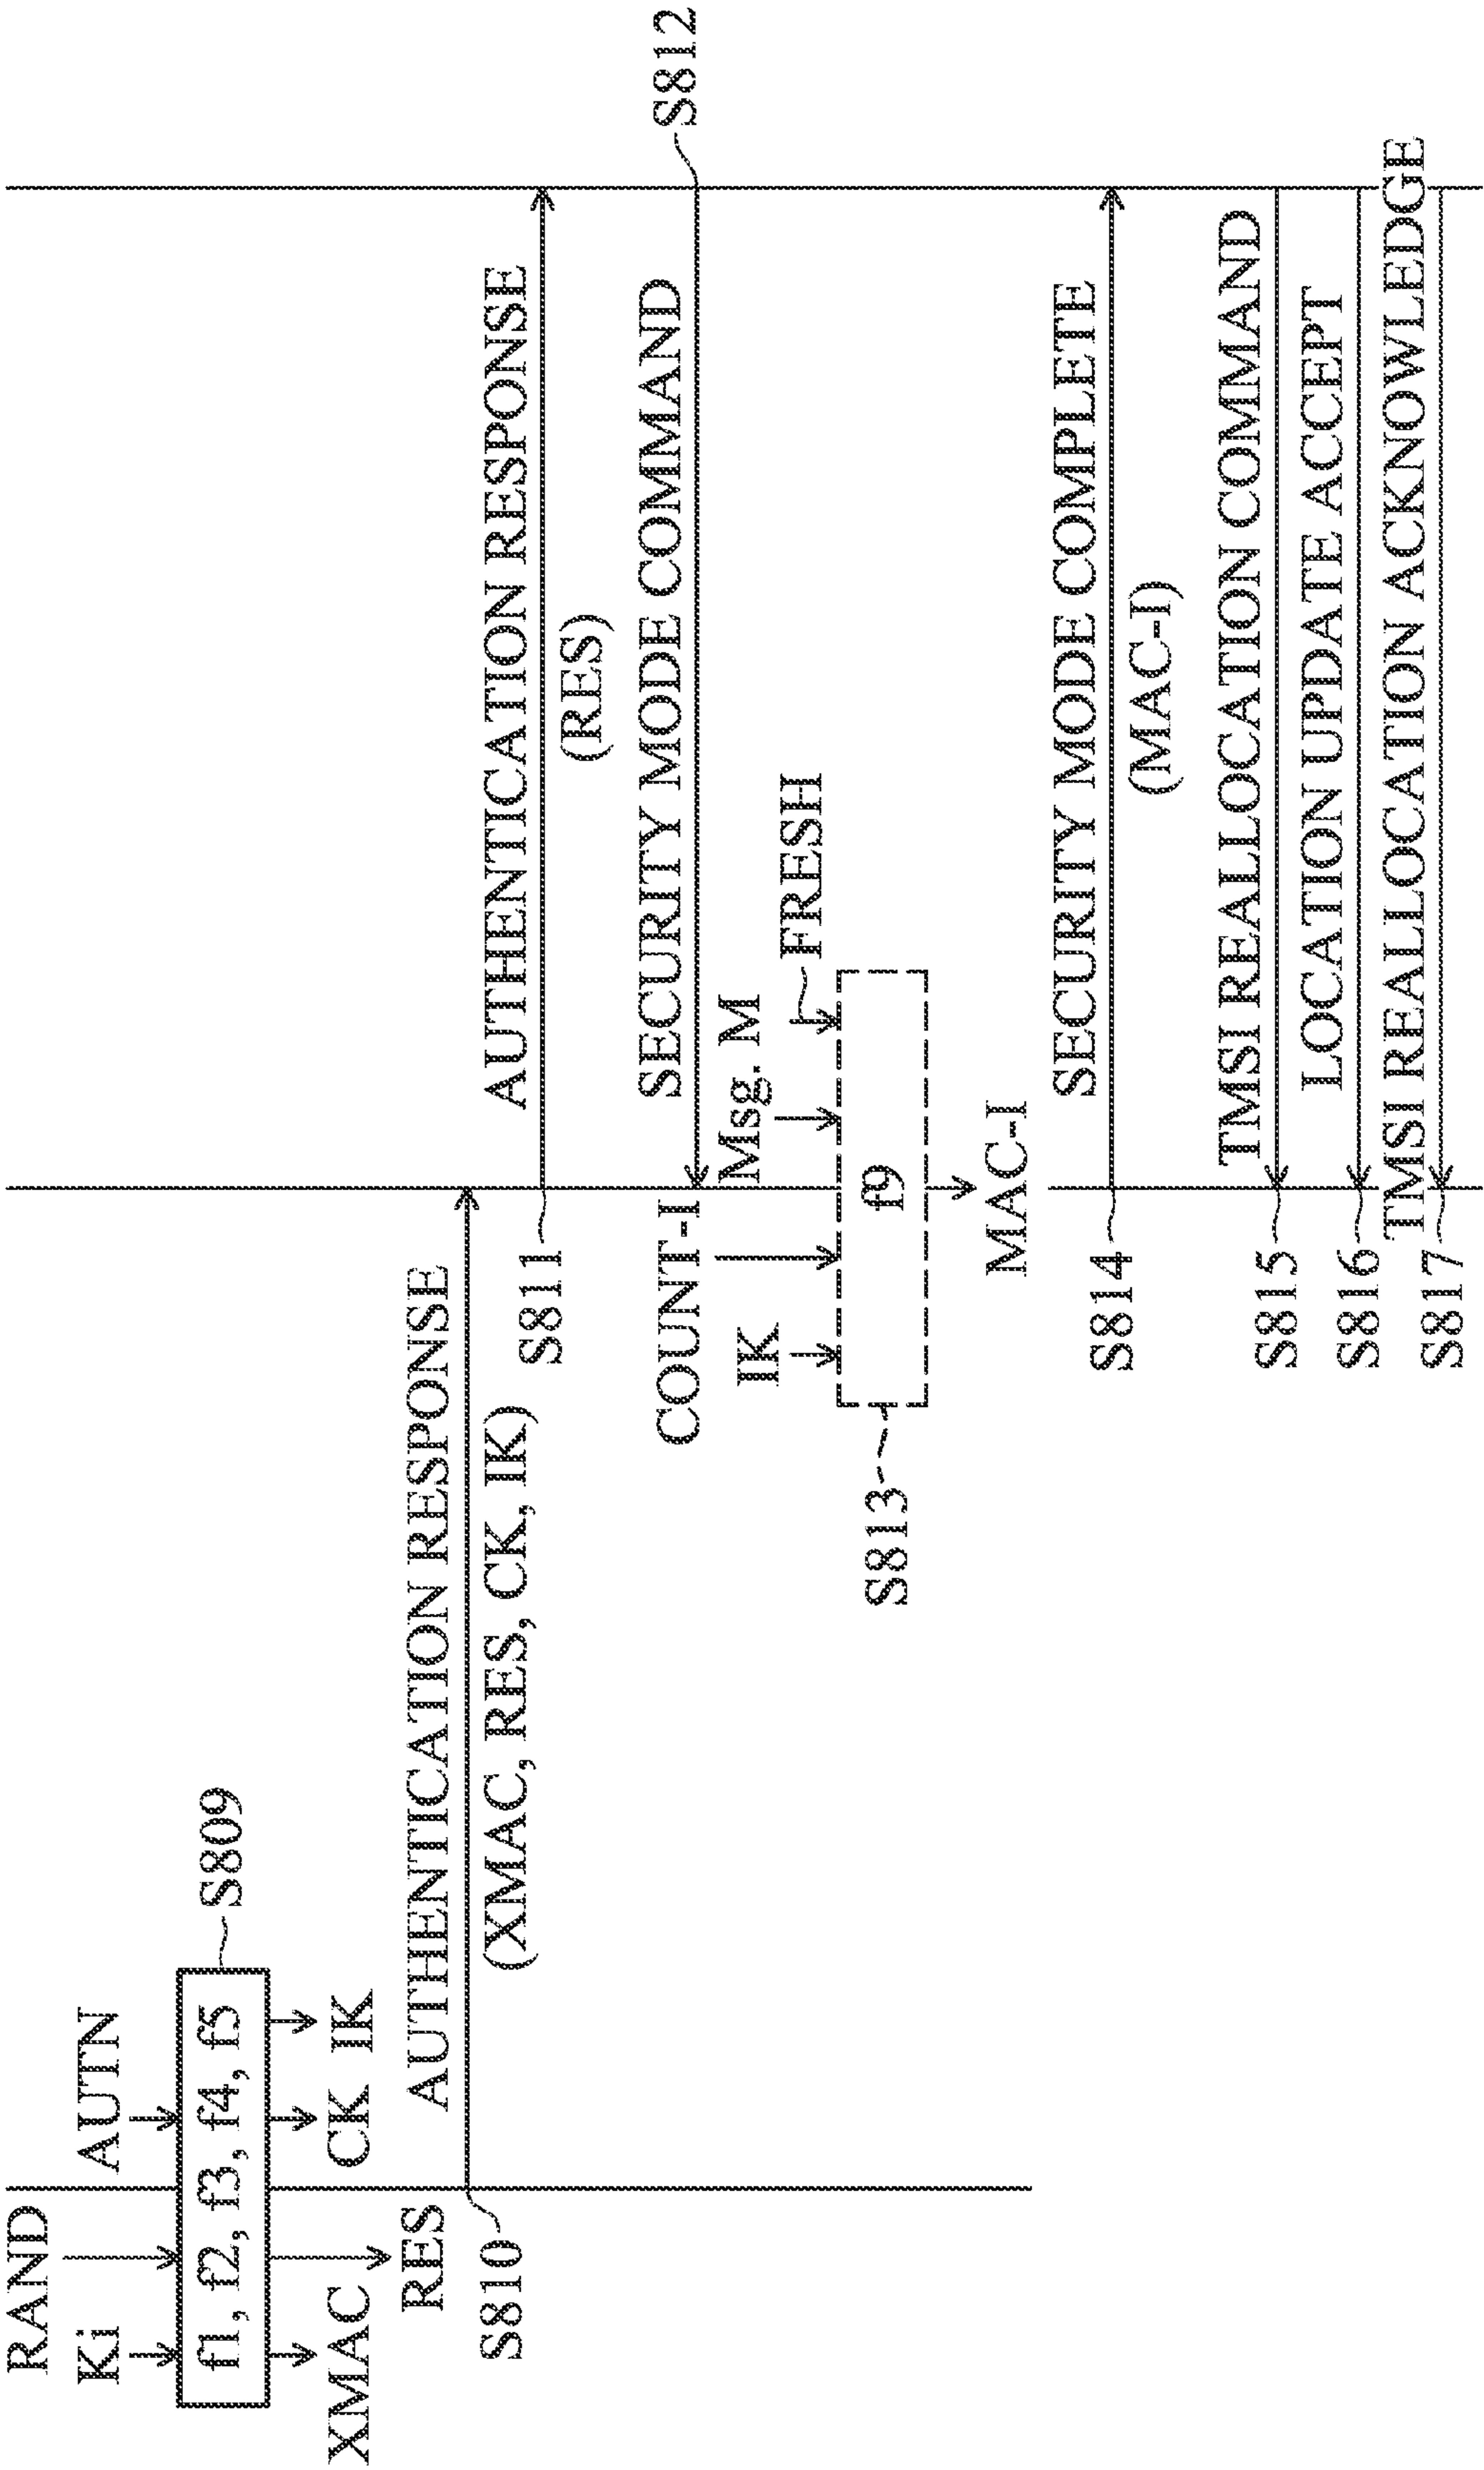 RAND
Ki
AUTN
f1, f2, f3, f4, f5
S809
XMAC
RES
CK
IK
AUTHENTICATION RESPONSE
(XMAC, RES, CK, IK)
S810
AUTHENTICATION RESPONSE
(RES)
S811
SECURITY MODE COMMAND
S812
COUNT-I
IK
Msg. M
FRESH
f9
S813
MAC-I
SECURITY MODE COMPLETE
(MAC-I)
S814
TMSI REALLOCATION COMMAND
S815
LOCATION UPDATE ACCEPT
S816
TMSI REALLOCATION ACKNOWLEDGE
S817